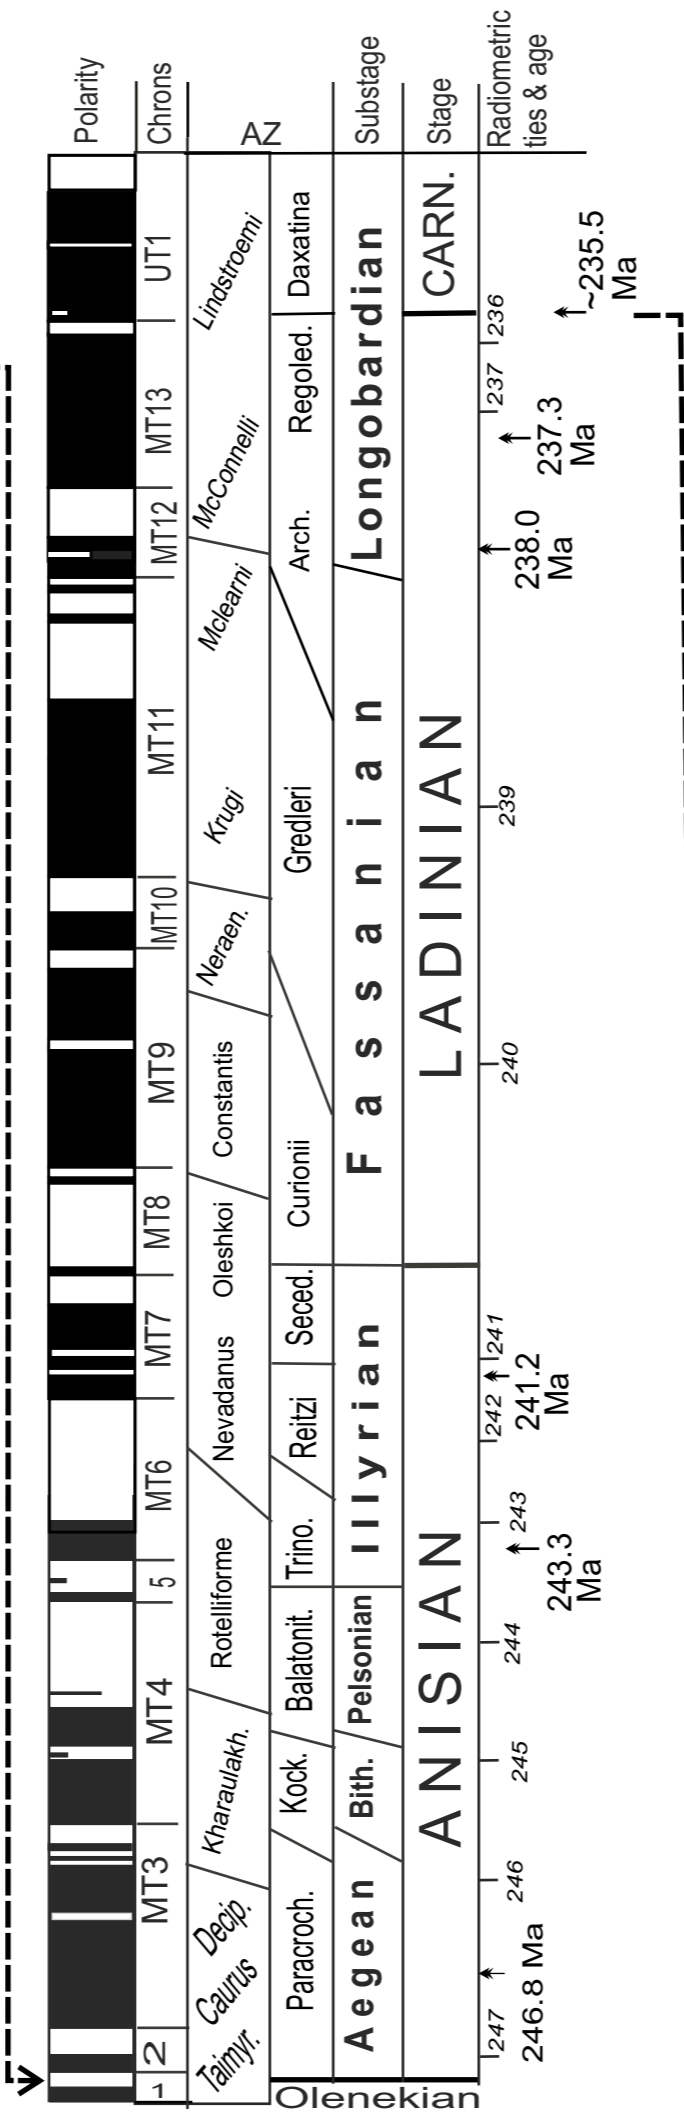 Polarity
Chrons
AZ
Substage
Stage
Radiometric
ties & age
UT1
MT13
MT12
MT11
MT10
MT9
MT8
MT7
MT6
5
MT4
MT3
2
1
Lindstroemi
McConnelli
Mclearni
Krugi
Neraen.
Constantis
Oleshkoi
Nevadanus
Rotelliforme
Kharaulakh.
Decip.
Caurus
Taimyr.
Daxatina
Regoled.
Arch.
Gredleri
Curionii
Seced.
Reitzi
Trino.
Balatonit.
Kock.
Paracroch.
Longobardian
Fassanian
Illyrian
Pelsonian
Bith.
Aegean
CARN.
LADINIAN
ANISIAN
Olenekian
236
237
239
240
241
242
243
244
245
246
247
~235.5
Ma
237.3
Ma
238.0
Ma
241.2
Ma
243.3
Ma
246.8 Ma